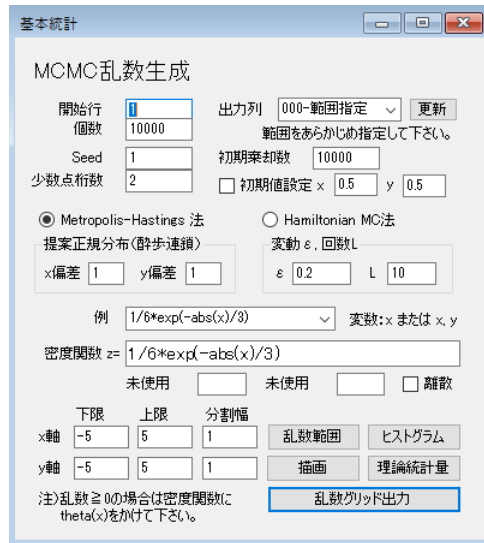 基本統計
MCMC乱数生成
開始行 1 出力列 000-範囲指定 更新
個数 10000 範囲をあらかじめ指定して下さい。
Seed 1 初期棄却数 10000
少数点桁数 2 初期値設定 x 0.5 y 0.5
Metropolis-Hastings 法 Hamiltonian MC法
提案正規分布(酔歩連鎖) 変動ε, 回数L
x偏差 1 y偏差 1 ε 0.2 L 10
例 1/6*exp(-abs(x)/3) 変数:x または x, y
密度関数 z= 1/6*exp(-abs(x)/3)
未使用 未使用 離散
下限 上限 分割幅
x軸 -5 5 1 乱数範囲 ヒストグラム
y軸 -5 5 1 描画 理論統計量
注)乱数≧0の場合は密度関数に 乱数グリッド出力
theta(x)をかけて下さい。